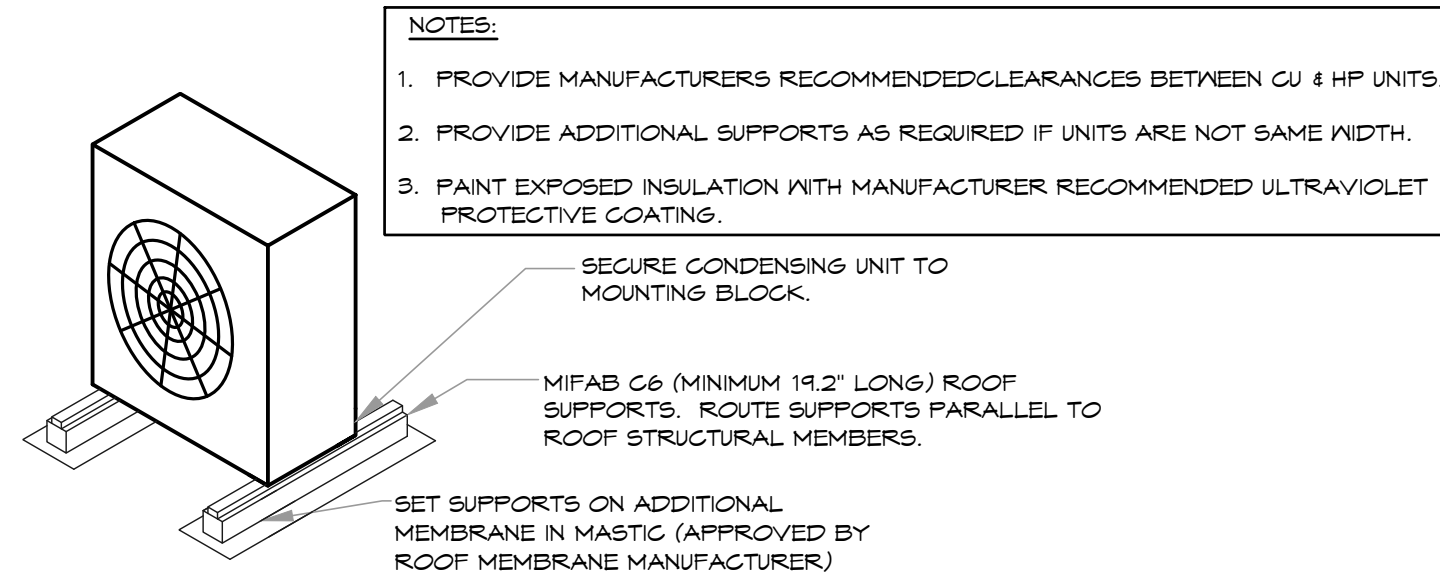 NOTES:
1. PROVIDE MANUFACTURERS RECOMMENDEDCLEARANCES BETWEEN CU & HP UNITS.
2. PROVIDE ADDITIONAL SUPPORTS AS REQUIRED IF UNITS ARE NOT SAME WIDTH.
3. PAINT EXPOSED INSULATION WITH MANUFACTURER RECOMMENDED ULTRAVIOLET
PROTECTIVE COATING.
SECURE CONDENSING UNIT TO
MOUNTING BLOCK.
MIFAB C6 (MINIMUM 19.2" LONG) ROOF
SUPPORTS. ROUTE SUPPORTS PARALLEL TO
ROOF STRUCTURAL MEMBERS.
SET SUPPORTS ON ADDITIONAL
MEMBRANE IN MASTIC (APPROVED BY
ROOF MEMBRANE MANUFACTURER)